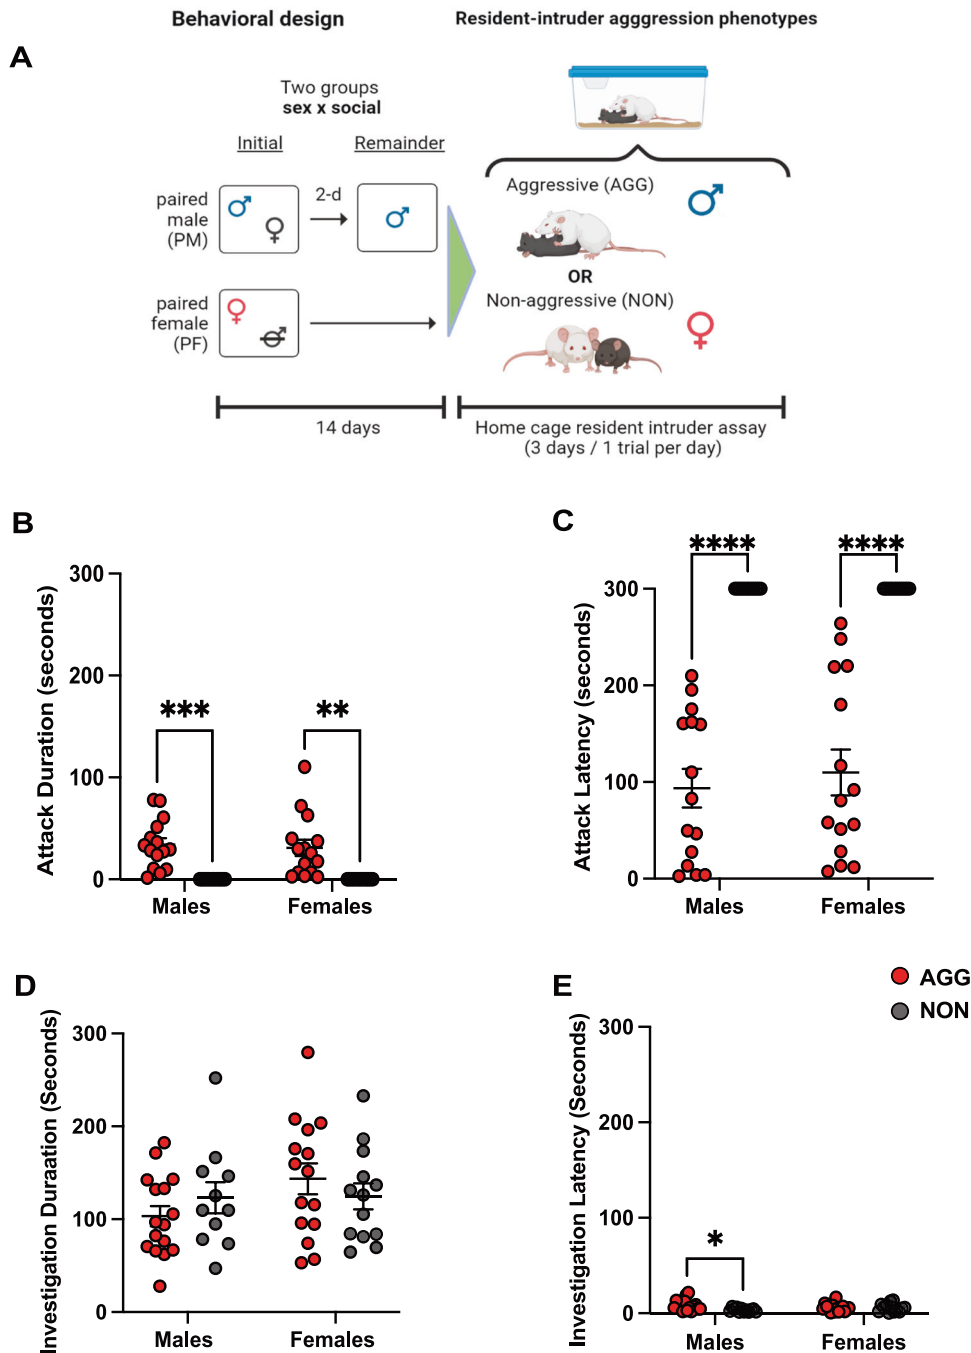 Behavioral design
Resident-intruder agggression phenotypes
A
Two groups
sex x social
Initial
Remainder
paired
male
(PM)
2-d
paired
female
(PF)
Aggressive (AGG)
OR
Non-aggressive (NON)
14 days
Home cage resident intruder assay
(3 days / 1 trial per day)
B
Attack Duration (seconds)
300
200
100
0
***
**
Males
Females
C
Attack Latency (seconds)
300
200
100
0
****
****
Males
Females
D
Investigation Duraation (Seconds)
300
200
100
0
Males
Females
E
Investigation Latency (Seconds)
300
200
100
0
*
Males
Females
AGG
NON